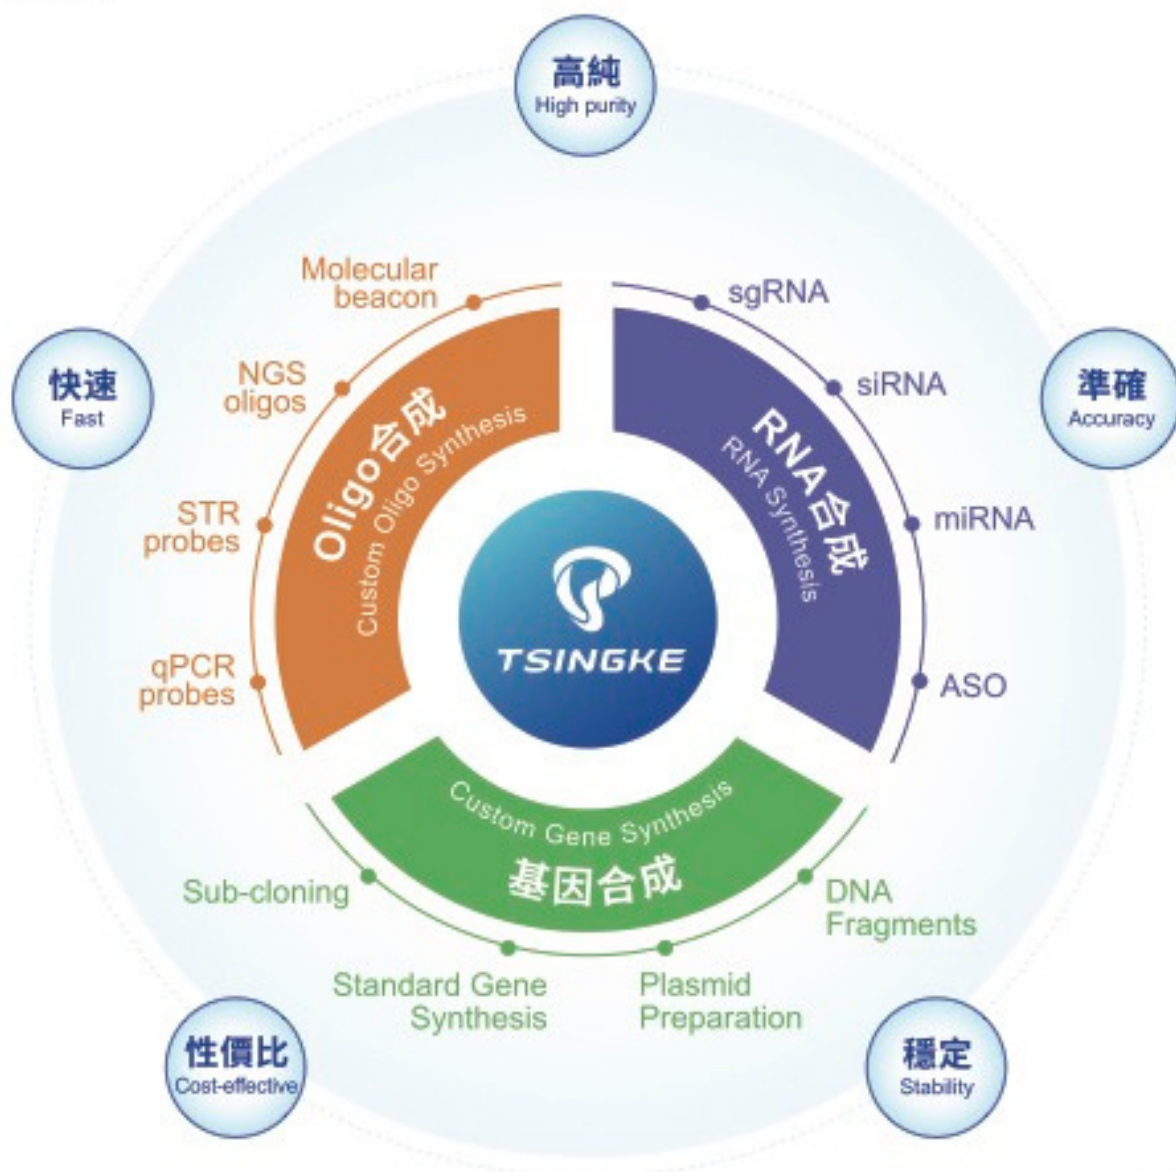 高純
High purity
快速
Fast
準確
Accuracy
Molecular
beacon
NGS
oligos
STR
probes
qPCR
probes
Oligo合成
Custom Oligo Synthesis
sgRNA
siRNA
miRNA
ASO
RNA合成
RNA Synthesis
TSINGKE
Custom Gene Synthesis
基因合成
Sub-cloning
Standard Gene
Synthesis
Plasmid
Preparation
DNA
Fragments
性價比
Cost-effective
穩定
Stability